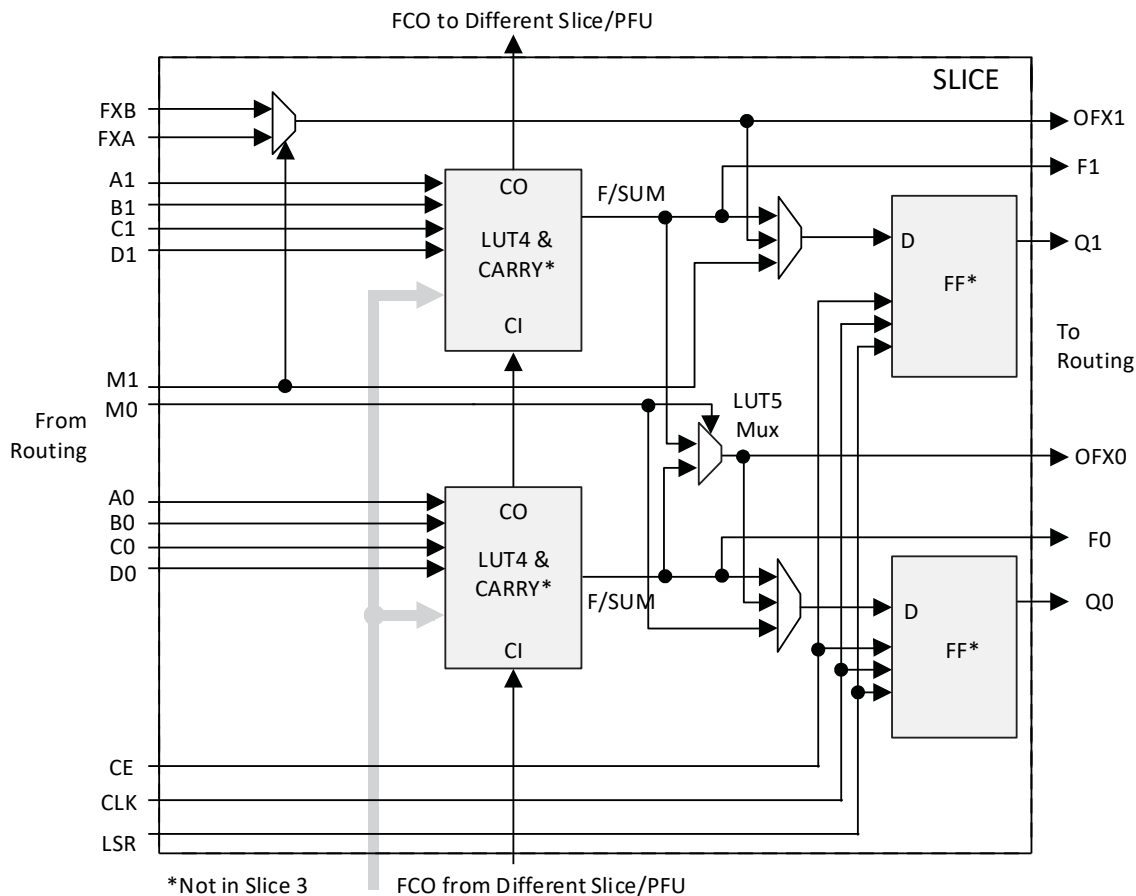 FCO to Different Slice/PFU
SLICE
FXB
FXA
OFX1
F1
A1
B1
C1
D1
CO
LUT4 &
CARRY*
CI
F/SUM
D
FF*
Q1
To
Routing
M1
M0
From
Routing
LUT5
Mux
OFX0
A0
B0
C0
D0
CO
LUT4 &
CARRY*
CI
F/SUM
F0
D
FF*
Q0
CE
CLK
LSR
*Not in Slice 3
FCO from Different Slice/PFU